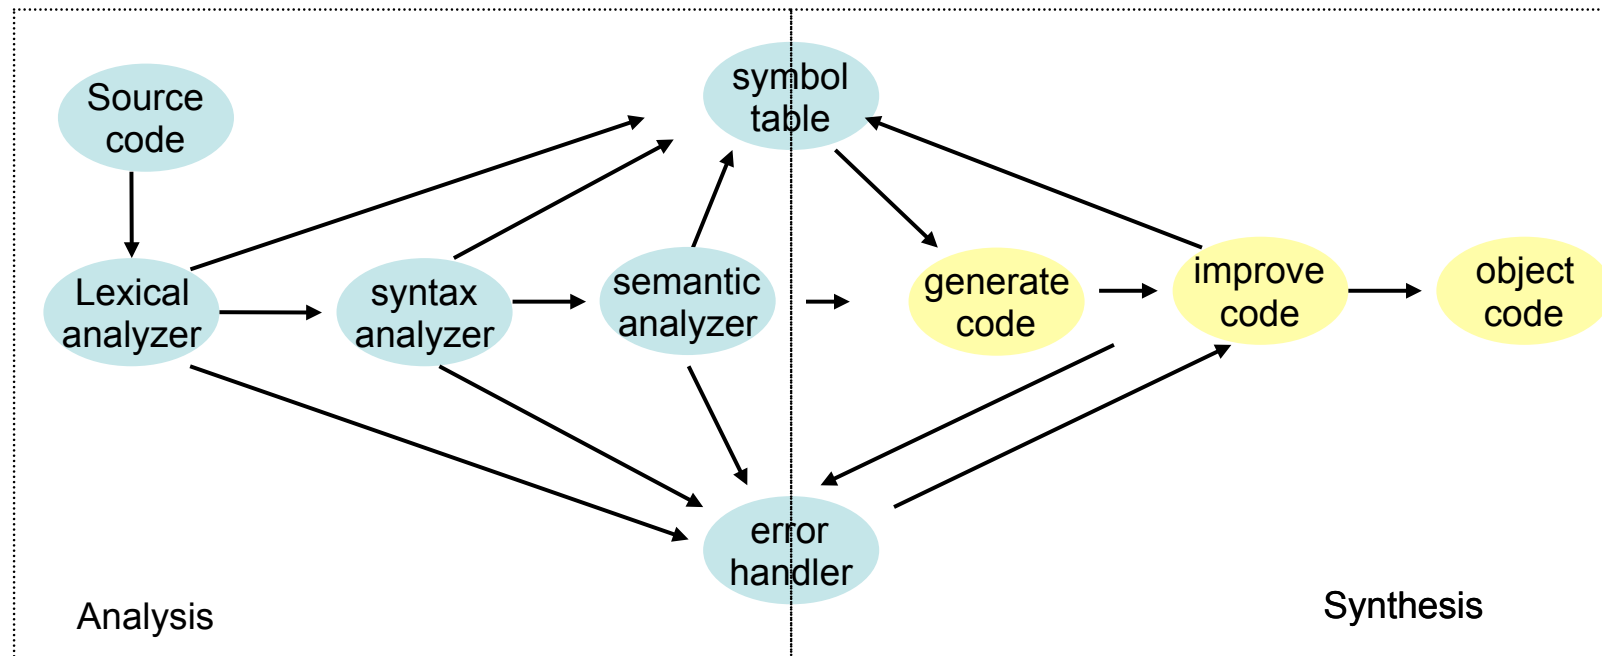 Source
code
symbol
table
Lexical
analyzer
syntax
analyzer
semantic
analyzer
generate
code
improve
code
object
code
error
handler
Analysis
Synthesis